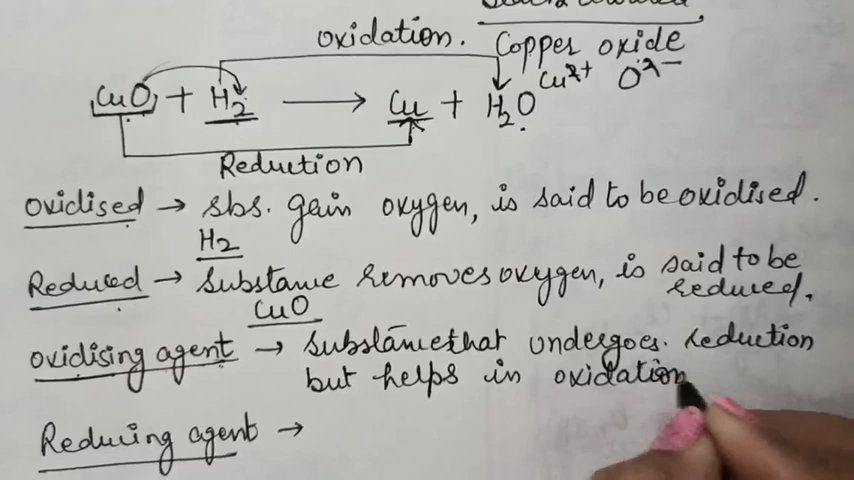 oxidation.
Copper oxide
Cu²⁺ O²⁻
CuO + H₂ → Cu + H₂O
Reduction
oxidised → sbs. gain oxygen, is said to be oxidised.
H₂
Reduced → substance removes oxygen, is said to be
reduced.
CuO
oxidising agent → substance that undergoes reduction
but helps in oxidation
Reducing agent →